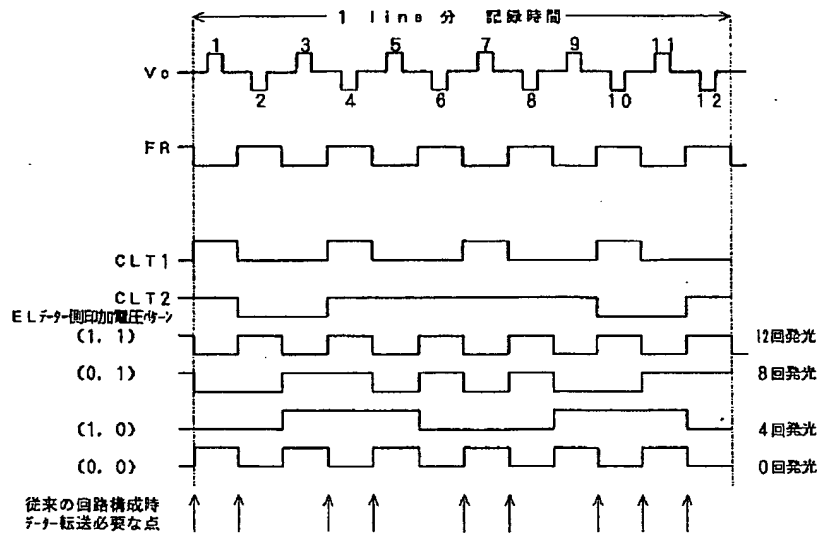 1 line 分 記録時間
1 3 5 7 9 11
Vo
2 4 6 8 10 12
FR
CLT1
CLT2
ELデーター側印加電圧パターン
(1, 1) 12回発光
(0, 1) 8回発光
(1, 0) 4回発光
(0, 0) 0回発光
従来の回路構成時
データー転送必要な点